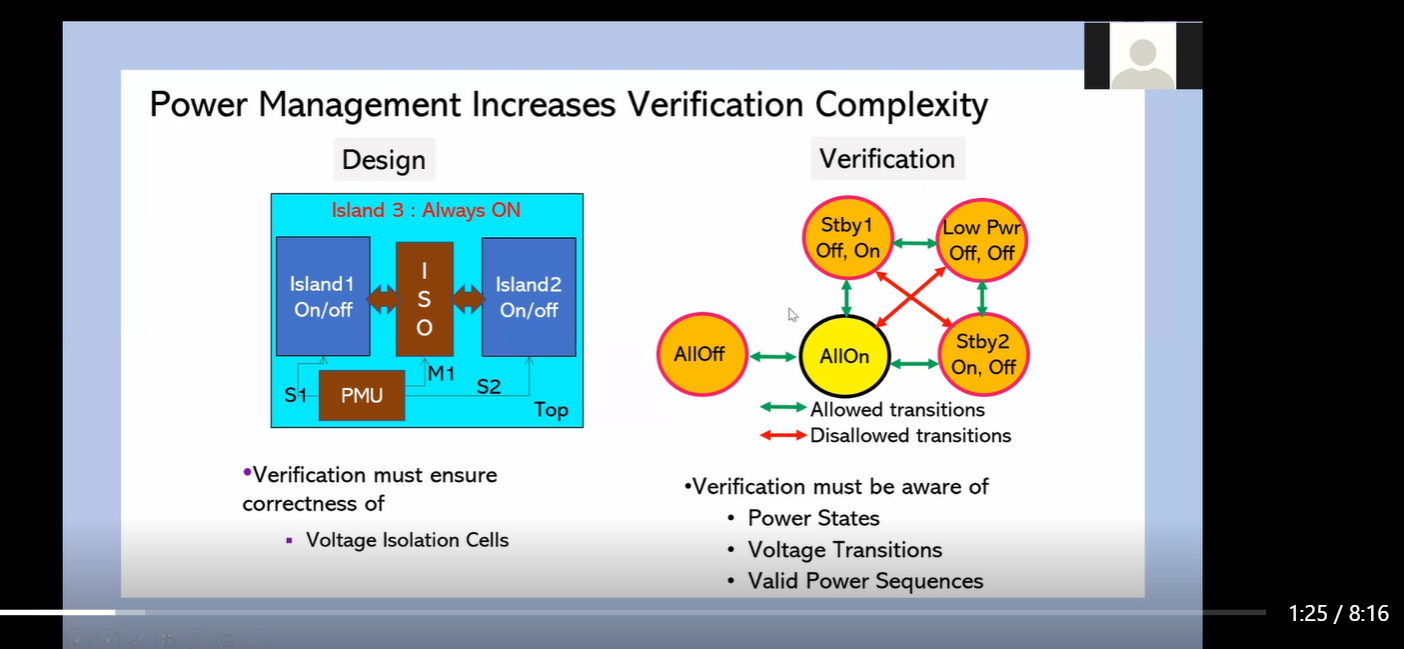 Power Management Increases Verification Complexity
Design
Island 3 : Always ON
Island1
On/off
I
S
O
Island2
On/off
S1
PMU
M1
S2
Top
•Verification must ensure
correctness of
▪ Voltage Isolation Cells
Verification
Stby1
Off, On
Low Pwr
Off, Off
AllOff
AllOn
Stby2
On, Off
Allowed transitions
Disallowed transitions
•Verification must be aware of
• Power States
• Voltage Transitions
• Valid Power Sequences
1:25 / 8:16